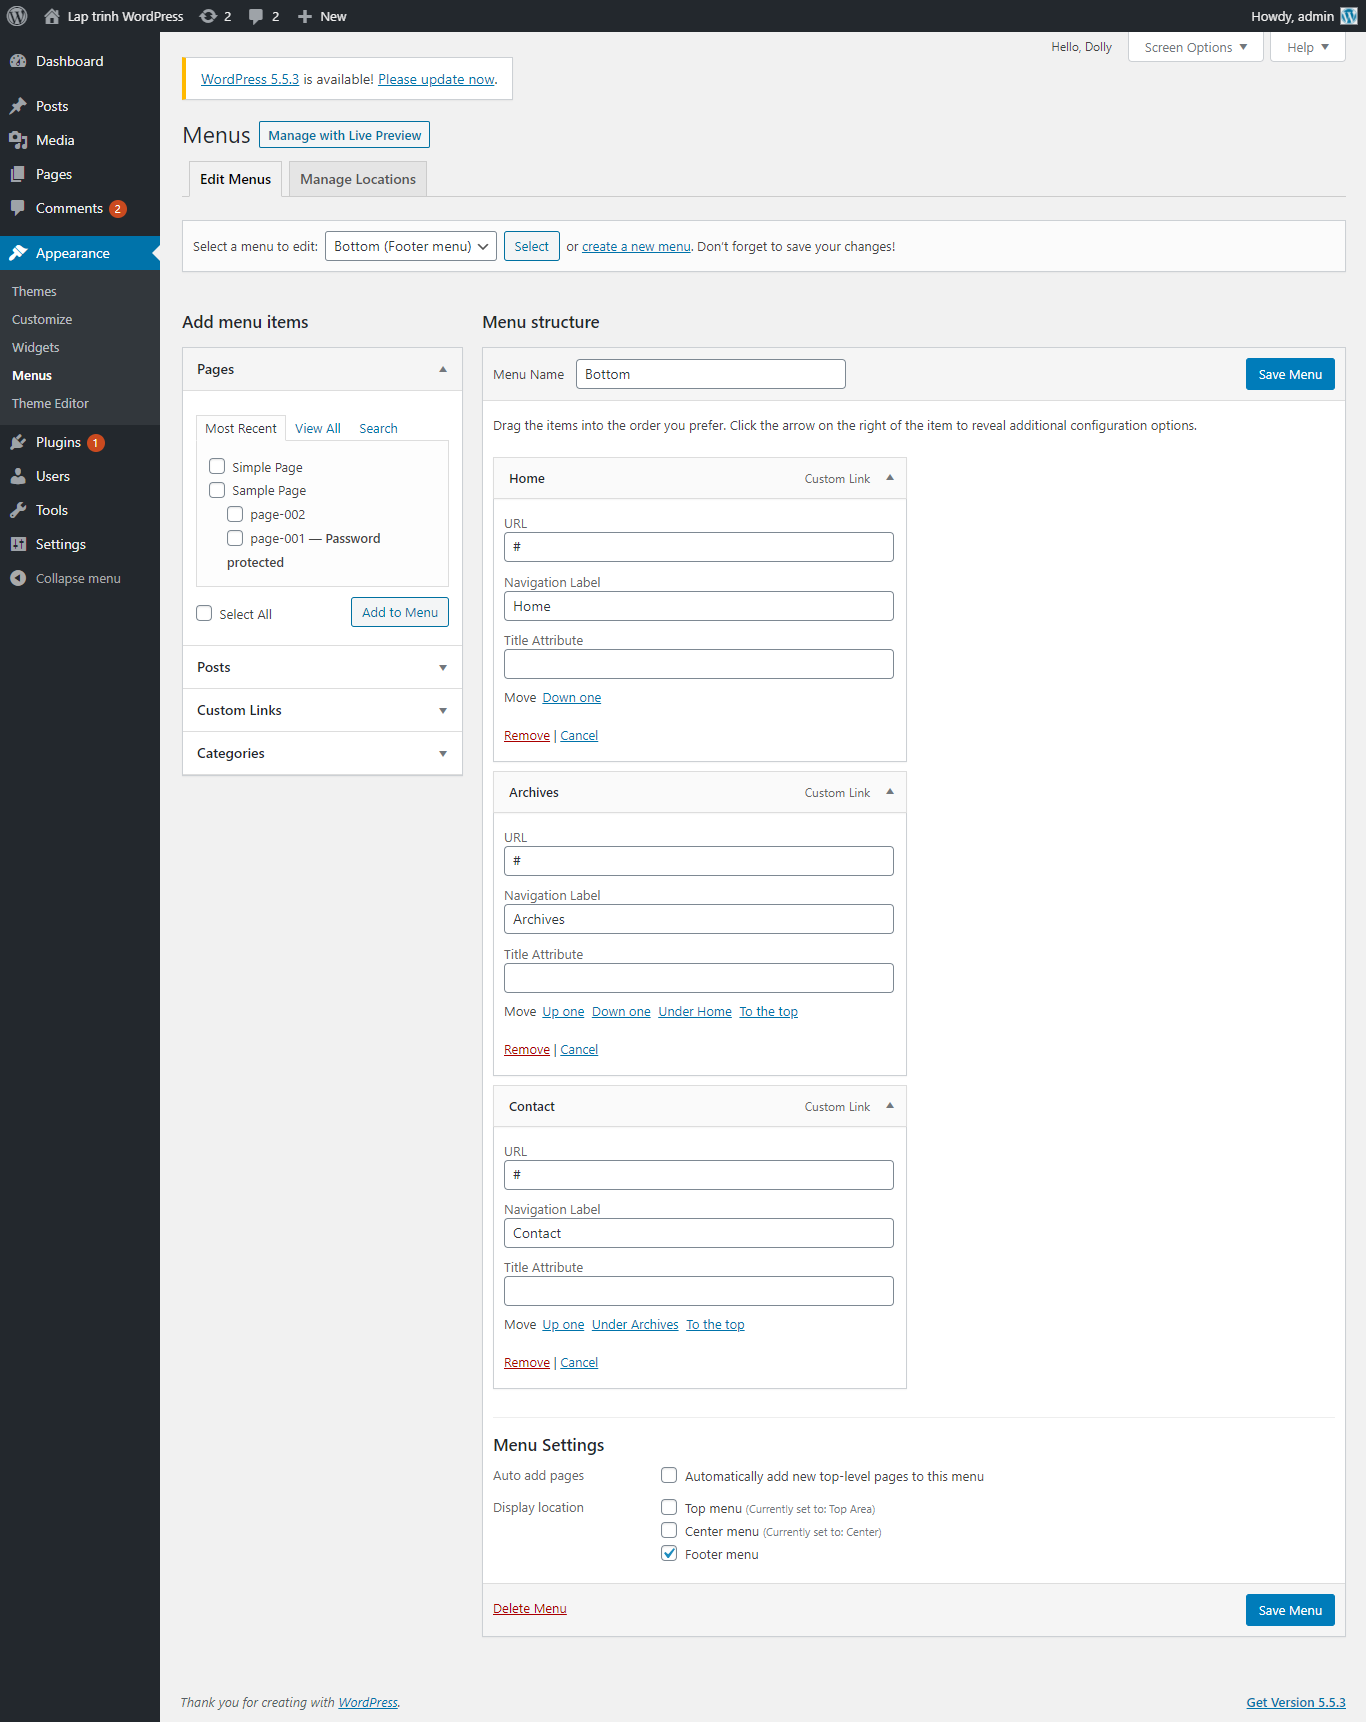 Lap trinh WordPress 2 2 New Howdy, admin
Hello, Dolly Screen Options Help
Dashboard
Posts
Media
Pages
Comments 2
Appearance
Themes
Customize
Widgets
Menus
Theme Editor
Plugins 1
Users
Tools
Settings
Collapse menu
WordPress 5.5.3 is available! Please update now.
Menus Manage with Live Preview
Edit Menus Manage Locations
Select a menu to edit: Bottom (Footer menu) Select or create a new menu. Don't forget to save your changes!
Add menu items
Pages
Most Recent View All Search
Simple Page
Sample Page
page-002
page-001 — Password
protected
Select All Add to Menu
Posts
Custom Links
Categories
Menu structure
Menu Name Bottom Save Menu
Drag the items into the order you prefer. Click the arrow on the right of the item to reveal additional configuration options.
Home Custom Link
URL
#
Navigation Label
Home
Title Attribute
Move Down one
Remove | Cancel
Archives Custom Link
URL
#
Navigation Label
Archives
Title Attribute
Move Up one Down one Under Home To the top
Remove | Cancel
Contact Custom Link
URL
#
Navigation Label
Contact
Title Attribute
Move Up one Under Archives To the top
Remove | Cancel
Menu Settings
Auto add pages Automatically add new top-level pages to this menu
Display location Top menu (Currently set to: Top Area)
Center menu (Currently set to: Center)
Footer menu
Delete Menu Save Menu
Thank you for creating with WordPress. Get Version 5.5.3